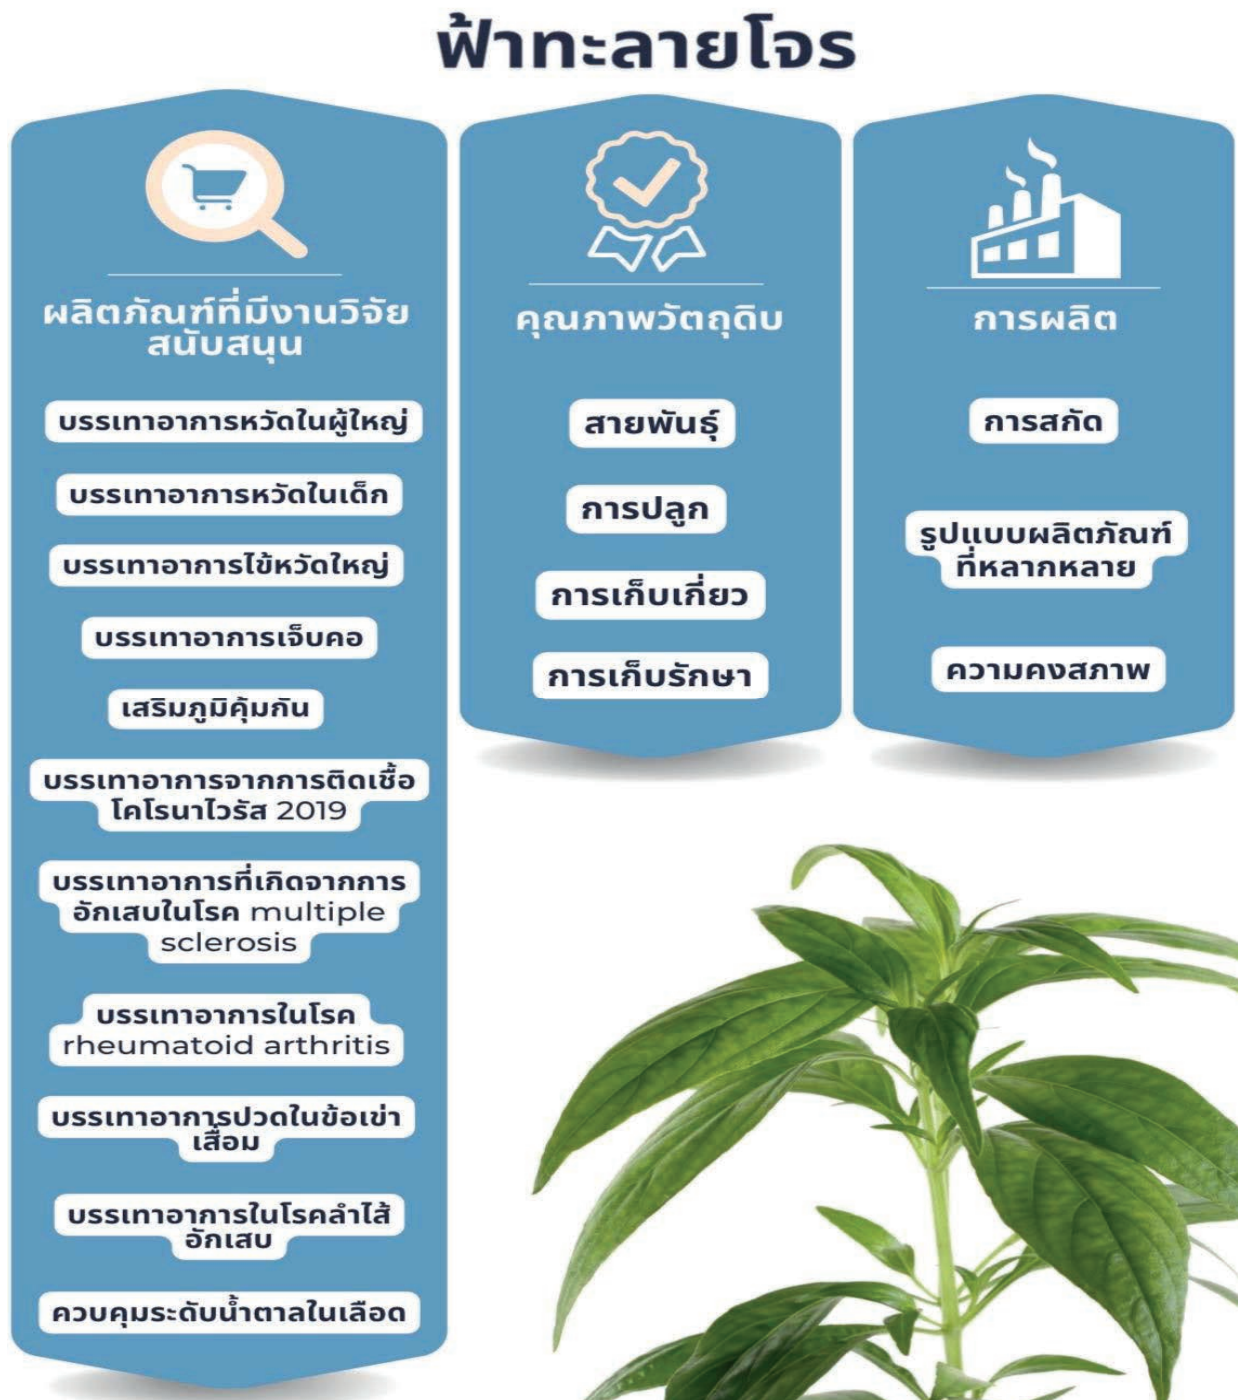 ฟ้าทะลายโจร
ผลิตภัณฑ์ที่มีงานวิจัย
สนับสนุน
บรรเทาอาการหวัดในผู้ใหญ่
บรรเทาอาการหวัดในเด็ก
บรรเทาอาการไข้หวัดใหญ่
บรรเทาอาการเจ็บคอ
เสริมภูมิคุ้มกัน
บรรเทาอาการจากการติดเชื้อ
โคโรนาไวรัส 2019
บรรเทาอาการที่เกิดจากการ
อักเสบในโรค multiple
sclerosis
บรรเทาอาการในโรค
rheumatoid arthritis
บรรเทาอาการปวดในข้อเข่า
เสื่อม
บรรเทาอาการในโรคลำไส้
อักเสบ
ควบคุมระดับน้ำตาลในเลือด
คุณภาพวัตถุดิบ
สายพันธุ์
การปลูก
การเก็บเกี่ยว
การเก็บรักษา
การผลิต
การสกัด
รูปแบบผลิตภัณฑ์
ที่หลากหลาย
ความคงสภาพ